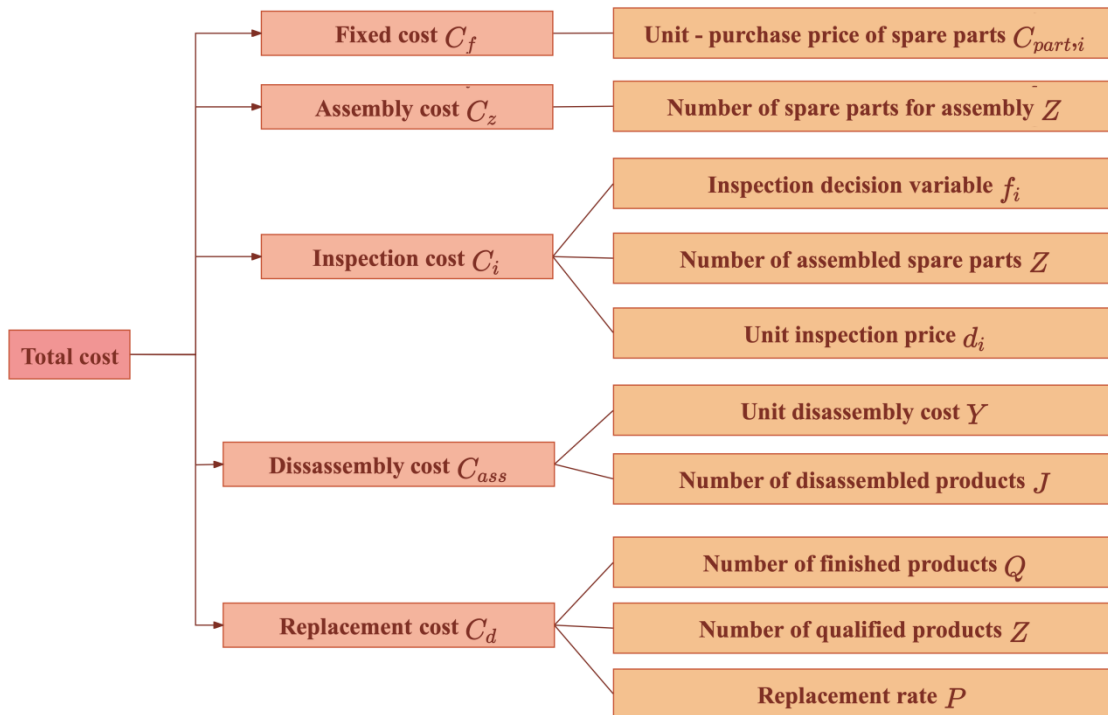 Fixed cost C_f
Unit - purchase price of spare parts C_{part,i}
Assembly cost C_z
Number of spare parts for assembly Z
Inspection decision variable f_i
Inspection cost C_i
Number of assembled spare parts Z
Unit inspection price d_i
Total cost
Unit disassembly cost Y
Dissassembly cost C_{ass}
Number of disassembled products J
Number of finished products Q
Replacement cost C_d
Number of qualified products Z
Replacement rate P